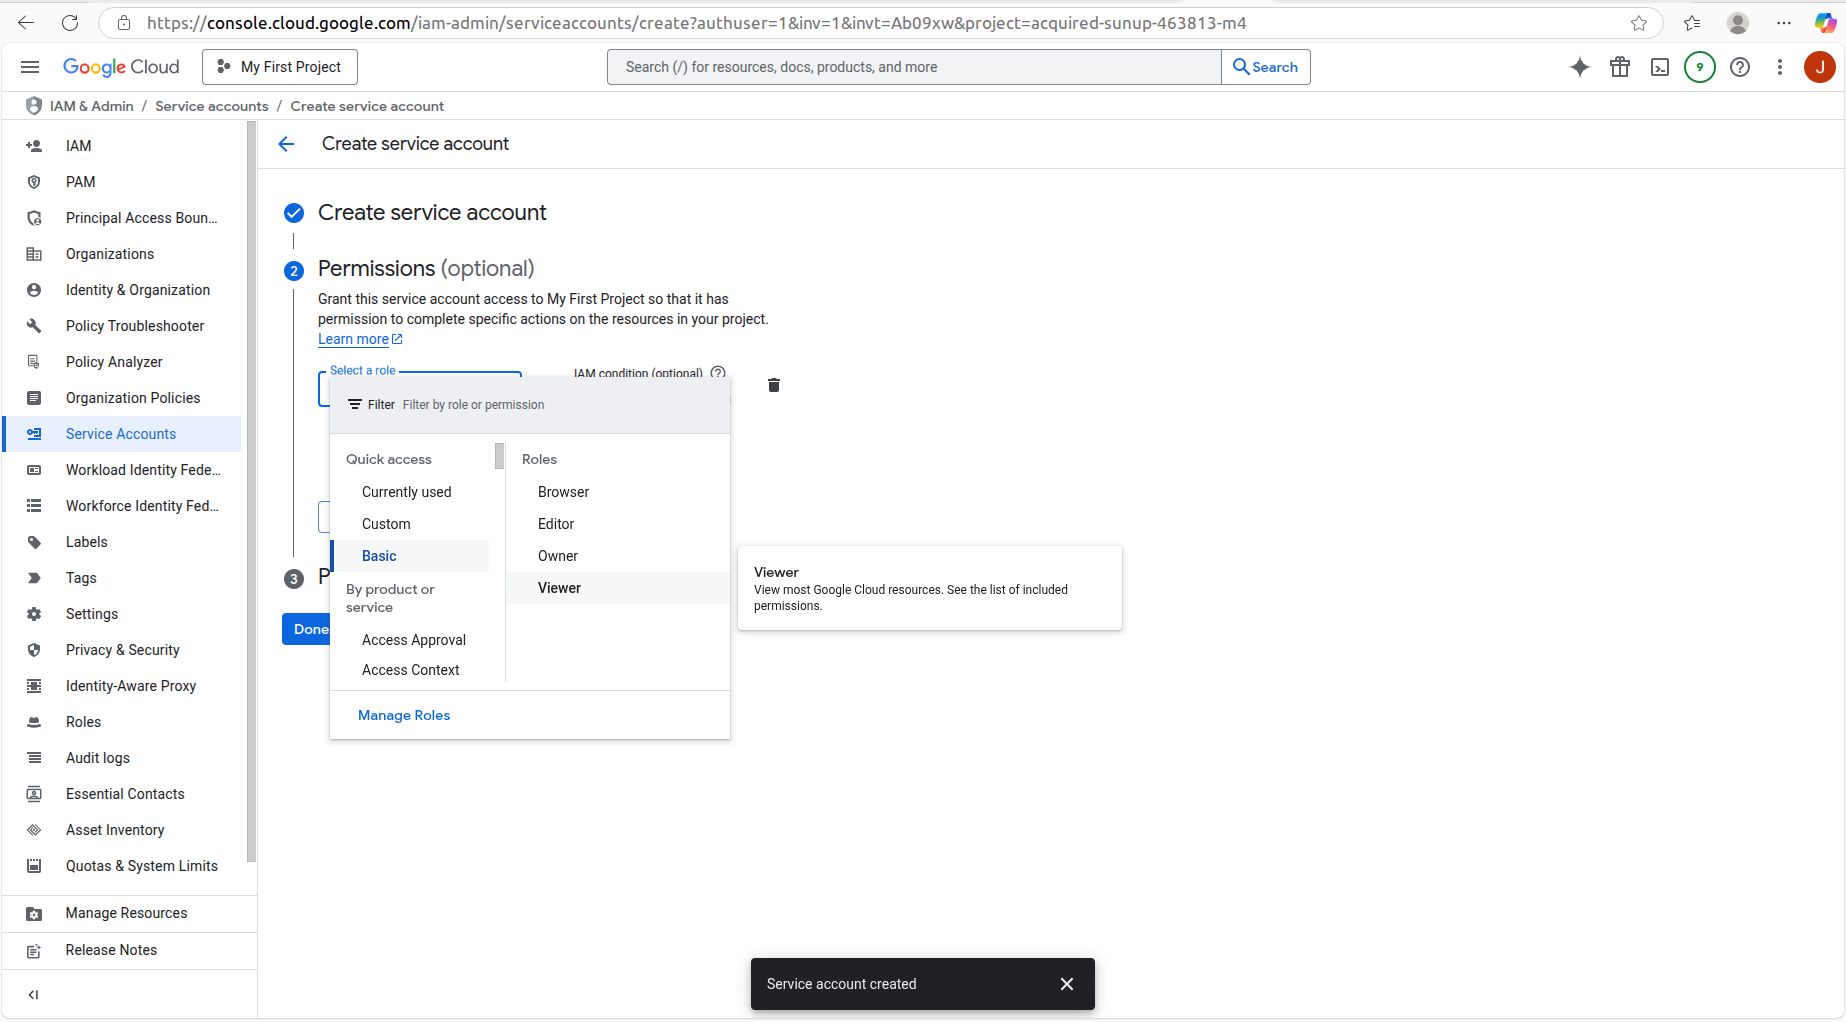 https://console.cloud.google.com/iam-admin/serviceaccounts/create?authuser=1&inv=1&invt=Ab09xw&project=acquired-sunup-463813-m4
Google Cloud
My First Project
Search (/) for resources, docs, products, and more
Search
9
J
IAM & Admin / Service accounts / Create service account
IAM
PAM
Principal Access Boun...
Organizations
Identity & Organization
Policy Troubleshooter
Policy Analyzer
Organization Policies
Service Accounts
Workload Identity Fede...
Workforce Identity Fed...
Labels
Tags
Settings
Privacy & Security
Identity-Aware Proxy
Roles
Audit logs
Essential Contacts
Asset Inventory
Quotas & System Limits
Manage Resources
Release Notes
Create service account
Create service account
2
Permissions (optional)
Grant this service account access to My First Project so that it has
permission to complete specific actions on the resources in your project.
Learn more
Select a role
IAM condition (optional)
Filter Filter by role or permission
Quick access
Currently used
Custom
Basic
By product or
service
Access Approval
Access Context
Roles
Browser
Editor
Owner
Viewer
Manage Roles
Viewer
View most Google Cloud resources. See the list of included
permissions.
3
P
Done
Service account created